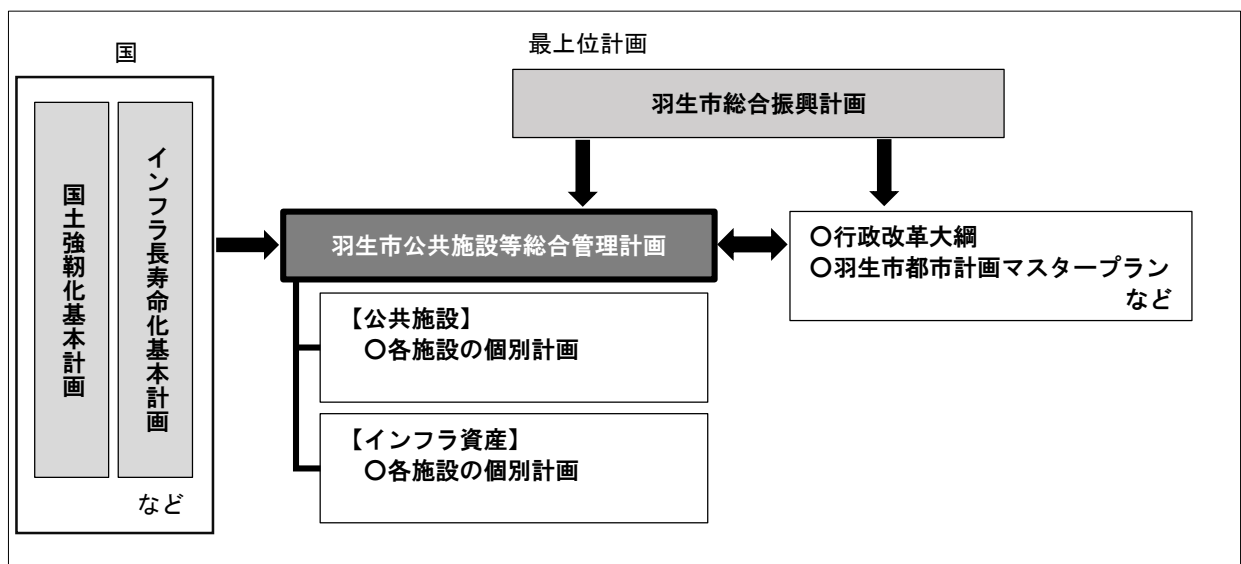 国
最上位計画
羽生市総合振興計画
国土強靭化基本計画
インフラ長寿命化基本計画
など
羽生市公共施設等総合管理計画
〇行政改革大綱
〇羽生市都市計画マスタープラン
など
【公共施設】
〇各施設の個別計画
【インフラ資産】
〇各施設の個別計画